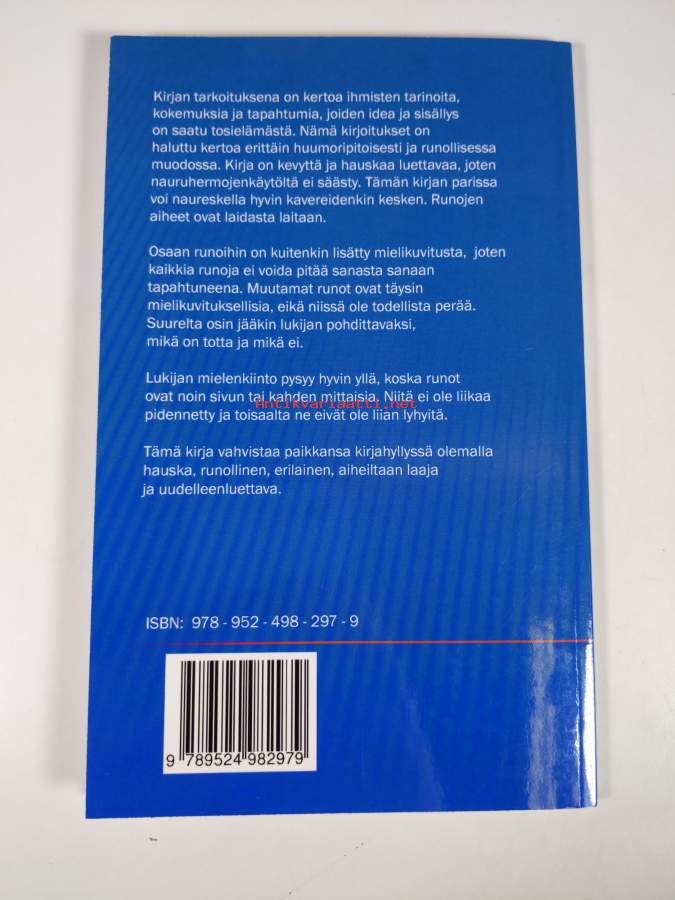 Kirjan tarkoituksena on kertoa ihmisten tarinoita,
kokemuksia ja tapahtumia, joiden idea ja sisällys
on saatu tosielämästä. Nämä kirjoitukset on
haluttu kertoa erittäin huumoripitoisesti ja runollisessa
muodossa. Kirja on kevyttä ja hauskaa luettavaa, joten
nauruhermojenkäytöltä ei säästy. Tämän kirjan parissa
voi naureskella hyvin kavereidenkin kesken. Runojen
aiheet ovat laidasta laitaan.
Osaan runoihin on kuitenkin lisätty mielikuvitusta, joten
kaikkia runoja ei voida pitää sanasta sanaan
tapahtuneena. Muutamat runot ovat täysin
mielikuvituksellisia, eikä niissä ole todellista perää.
Suurelta osin jääkin lukijan pohdittavaksi,
mikä on totta ja mikä ei.
Lukijan mielenkiinto pysyy hyvin yllä, koska runot
ovat noin sivun tai kahden mittaisia. Niitä ei ole liikaa
Antikvariaatti.net
pidennetty ja toisaalta ne eivät ole liian lyhyitä.
Tämä kirja vahvistaa paikkansa kirjahyllyssä olemalla
hauska, runollinen, erilainen, aiheiltaan laaja
ja uudelleenluettava.
ISBN: 978 - 952 - 498 - 297 - 9
9 789524 982979